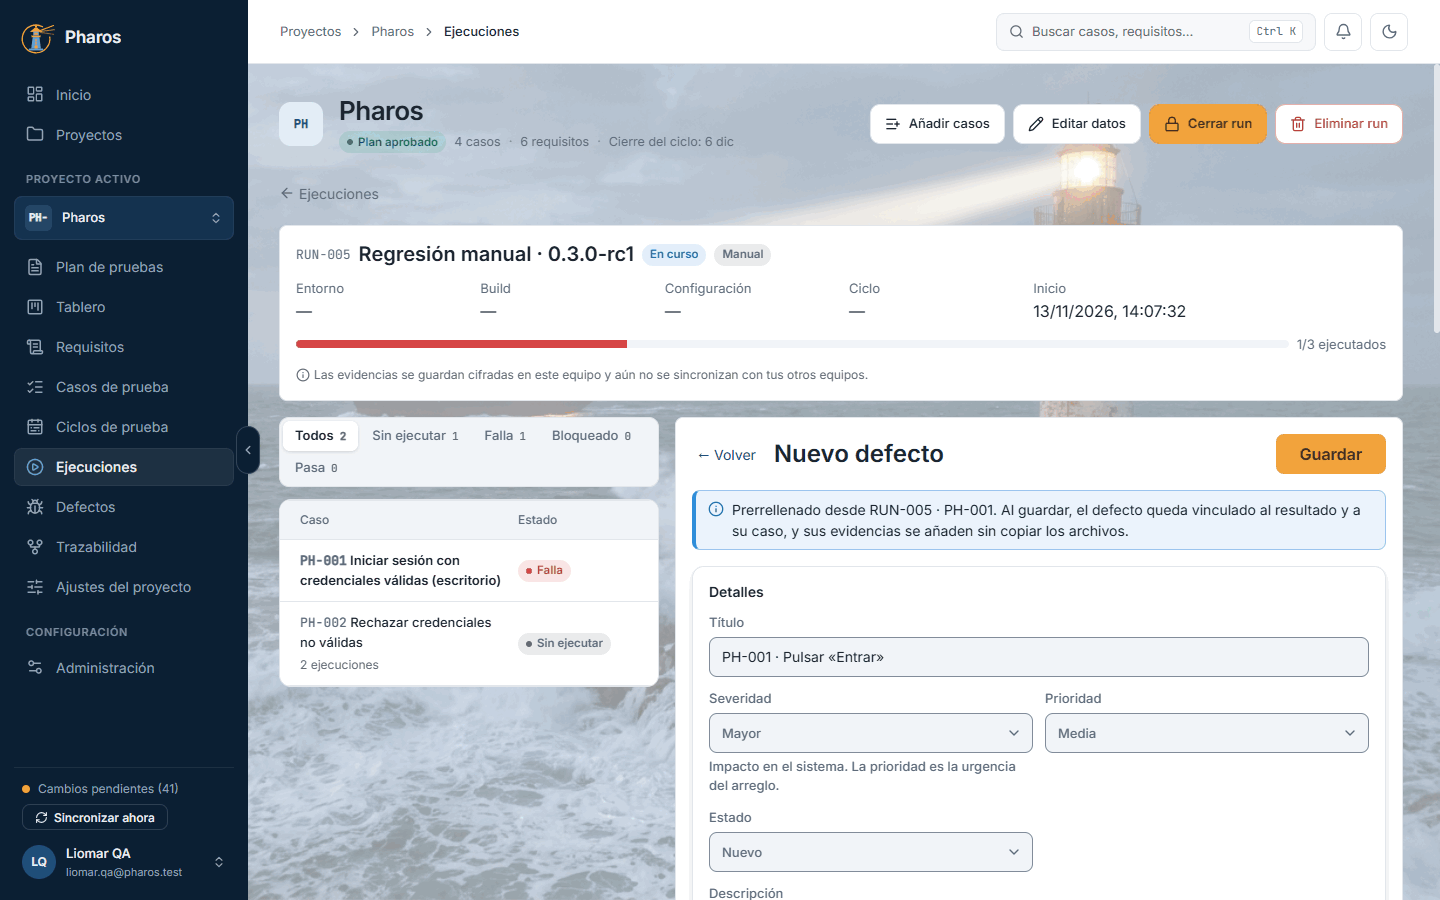 Pharos
Inicio
Proyectos
PROYECTO ACTIVO
PH- Pharos
Plan de pruebas
Tablero
Requisitos
Casos de prueba
Ciclos de prueba
Ejecuciones
Defectos
Trazabilidad
Ajustes del proyecto
CONFIGURACIÓN
Administración
Cambios pendientes (41)
Sincronizar ahora
LQ
Liomar QA
liomar.qa@pharos.test
Proyectos > Pharos > Ejecuciones
Buscar casos, requisitos... Ctrl K
PH
Pharos
Plan aprobado 4 casos · 6 requisitos · Cierre del ciclo: 6 dic
Añadir casos
Editar datos
Cerrar run
Eliminar run
← Ejecuciones
RUN-005 Regresión manual · 0.3.0-rc1 En curso Manual
Entorno Build Configuración Ciclo Inicio
— — — — 13/11/2026, 14:07:32
1/3 ejecutados
Las evidencias se guardan cifradas en este equipo y aún no se sincronizan con tus otros equipos.
Todos 2 Sin ejecutar 1 Falla 1 Bloqueado 0
Pasa 0
Caso Estado
PH-001 Iniciar sesión con
credenciales válidas (escritorio)
Falla
PH-002 Rechazar credenciales
no válidas
Sin ejecutar
2 ejecuciones
← Volver Nuevo defecto Guardar
Prerrellenado desde RUN-005 · PH-001. Al guardar, el defecto queda vinculado al resultado y a
su caso, y sus evidencias se añaden sin copiar los archivos.
Detalles
Título
PH-001 · Pulsar «Entrar»
Severidad Prioridad
Mayor Media
Impacto en el sistema. La prioridad es la urgencia
del arreglo.
Estado
Nuevo
Descripción